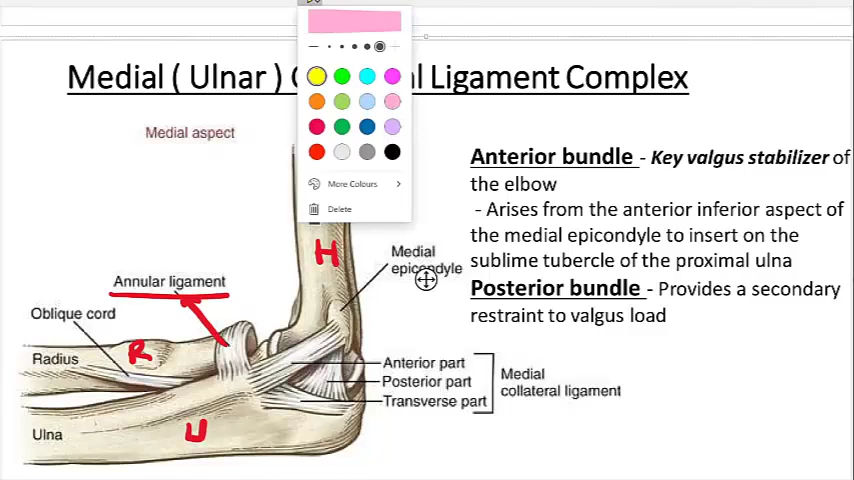 Medial ( Ulnar ) C al Ligament Complex
Medial aspect
More Colours
Delete
Anterior bundle - Key valgus stabilizer of
the elbow
- Arises from the anterior inferior aspect of
the medial epicondyle to insert on the
sublime tubercle of the proximal ulna
Posterior bundle - Provides a secondary
restraint to valgus load
H
Medial
epicondyle
Annular ligament
Oblique cord
R
Radius
Anterior part
Posterior part
Transverse part
Medial
collateral ligament
U
Ulna